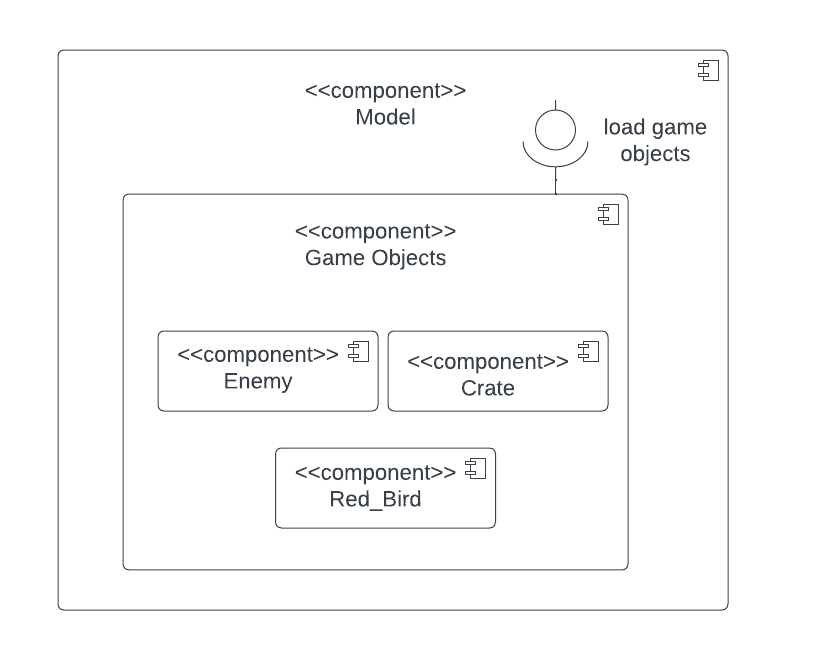 <<component>>
Model
load game
objects
<<component>>
Game Objects
<<component>>
Enemy
<<component>>
Crate
<<component>>
Red_Bird